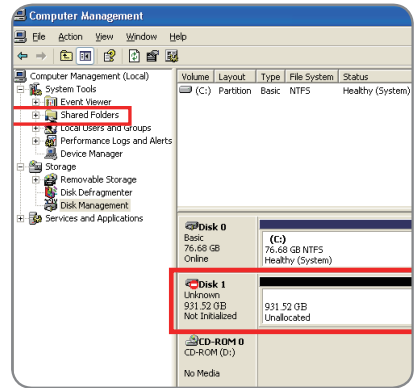 Computer Management
File Action View Window Help
Computer Management (Local)
System Tools
Event Viewer
Shared Folders
Local Users and Groups
Performance Logs and Alerts
Device Manager
Storage
Removable Storage
Disk Defragmenter
Disk Management
Services and Applications
Volume Layout Type File System Status
(C:) Partition Basic NTFS Healthy (System)
Disk 0
Basic
76.68 GB
Online
(C:)
76.68 GB NTFS
Healthy (System)
Disk 1
Unknown
931.52 GB
Not Initialized
931.52 GB
Unallocated
CD-ROM 0
CD-ROM (D:)
No Media